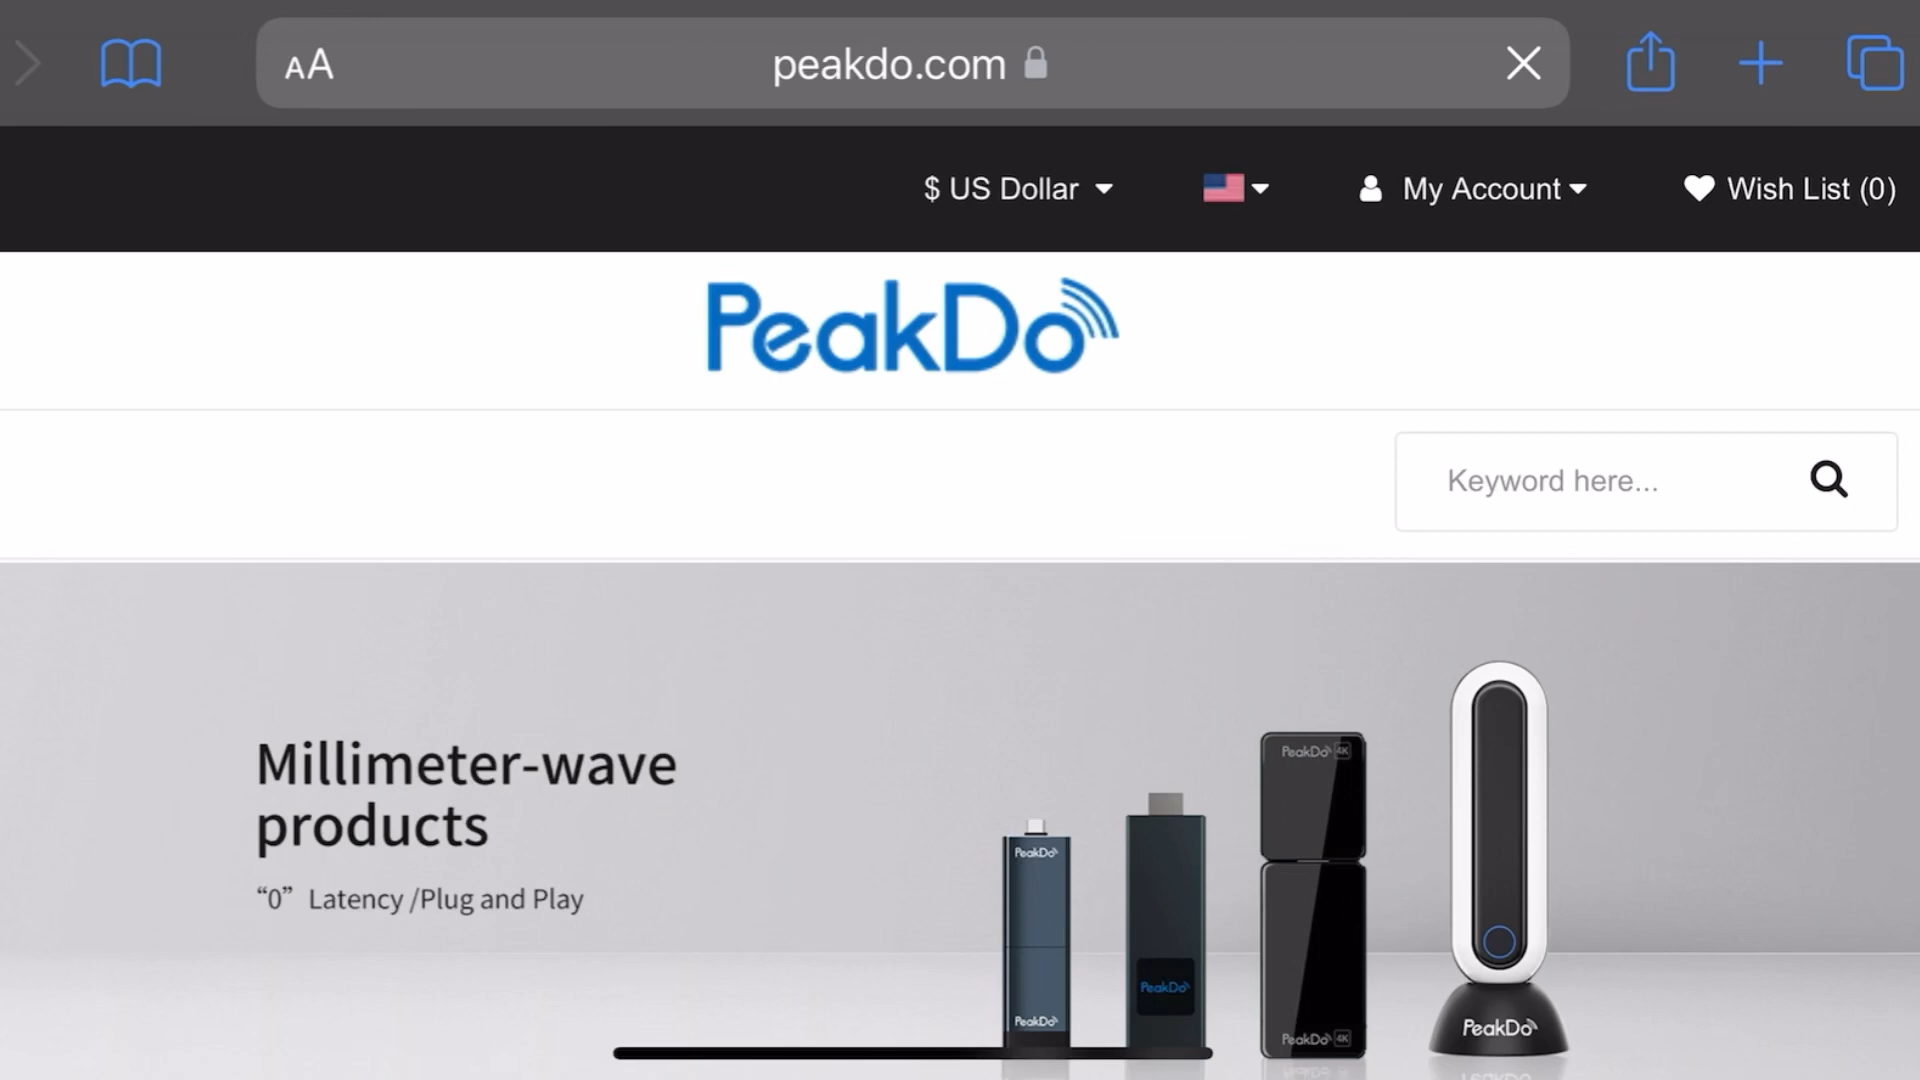 AA peakdo.com
$ US Dollar My Account Wish List (0)
PeakDo
Keyword here...
Millimeter-wave
products
“0” Latency /Plug and Play
PeakDo
PeakDo
PeakDo
PeakDo 4K
PeakDo 4K
PeakDo